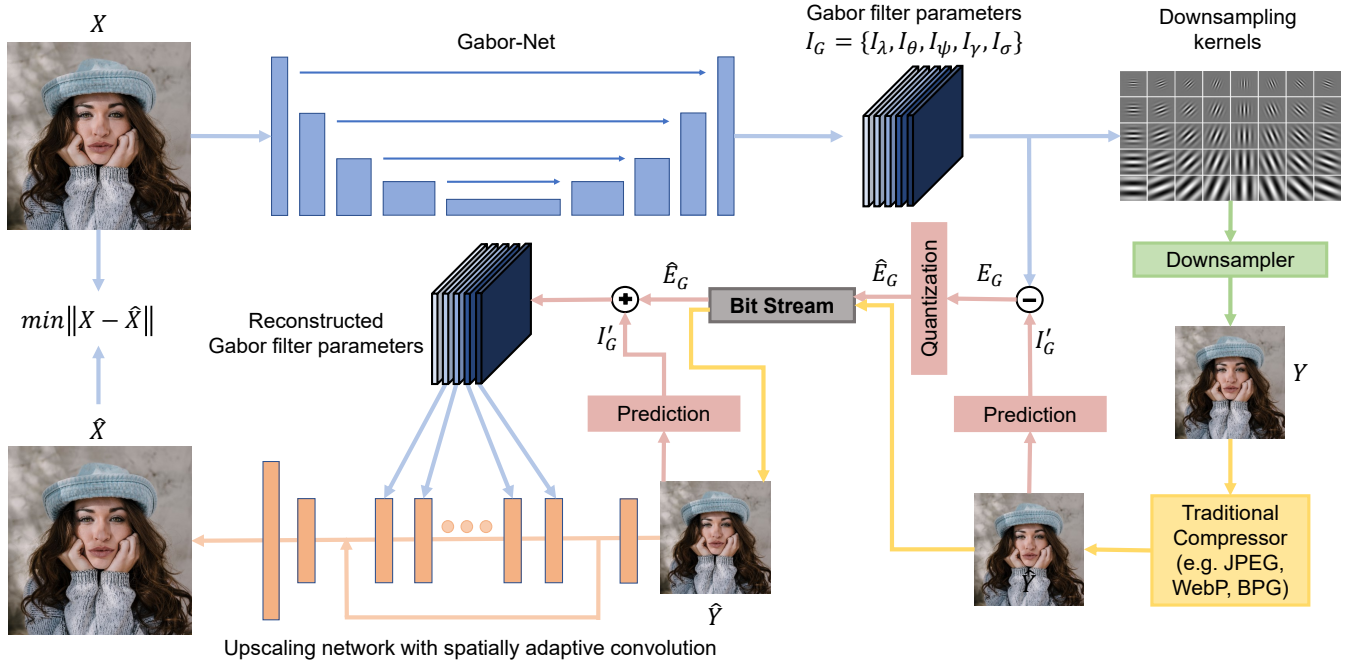 X
Gabor-Net
Gabor filter parameters
I_G = {I_λ, I_θ, I_ψ, I_γ, I_σ}
Downsampling
kernels
Downsampler
Y
Traditional
Compressor
(e.g. JPEG,
WebP, BPG)
Ŷ
Prediction
I'_G
−
E_G
Quantization
Ê_G
Bit Stream
Ê_G
+
I'_G
Prediction
Ŷ
Reconstructed
Gabor filter parameters
min‖X − X̂‖
X̂
Upscaling network with spatially adaptive convolution